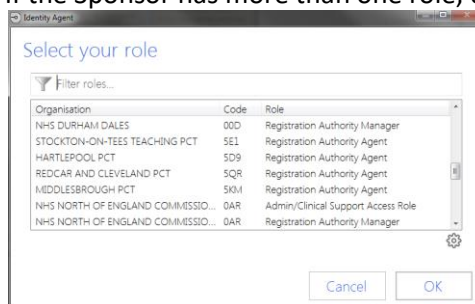 If the Sponsor has more than one role,
Identity Agent
Select your role
Filter roles...
Organisation Code Role
NHS DURHAM DALES 00D Registration Authority Manager
STOCKTON-ON-TEES TEACHING PCT 5E1 Registration Authority Agent
HARTLEPOOL PCT 5D9 Registration Authority Agent
REDCAR AND CLEVELAND PCT 5QR Registration Authority Agent
MIDDLESBROUGH PCT 5KM Registration Authority Agent
NHS NORTH OF ENGLAND COMMISSIO... 0AR Admin/Clinical Support Access Role
NHS NORTH OF ENGLAND COMMISSIO... 0AR Registration Authority Manager
Cancel OK